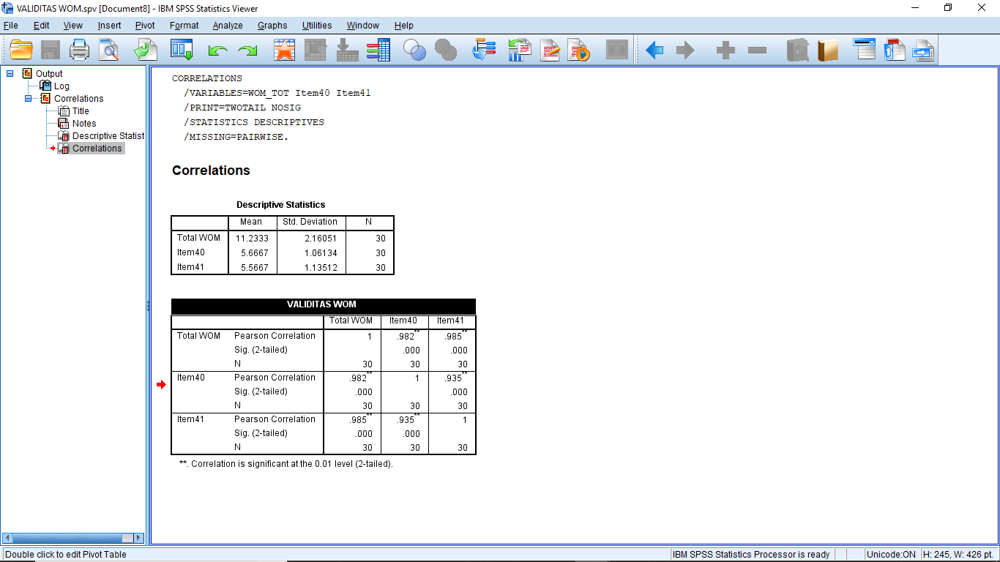 VALIDITAS WOM.spv [Document8] - IBM SPSS Statistics Viewer
File Edit View Insert Pivot Format Analyze Graphs Utilities Window Help
Output
Log
Correlations
Title
Notes
Descriptive Statist
Correlations
CORRELATIONS
/VARIABLES=WOM_TOT Item40 Item41
/PRINT=TWOTAIL NOSIG
/STATISTICS DESCRIPTIVES
/MISSING=PAIRWISE.
Correlations
Descriptive Statistics
Mean Std. Deviation N
Total WOM 11.2333 2.16051 30
Item40 5.6667 1.06134 30
Item41 5.5667 1.13512 30
VALIDITAS WOM
Total WOM Item40 Item41
Total WOM Pearson Correlation 1 .982** .985**
Sig. (2-tailed) .000 .000
N 30 30 30
Item40 Pearson Correlation .982** 1 .935**
Sig. (2-tailed) .000 .000
N 30 30 30
Item41 Pearson Correlation .985** .935** 1
Sig. (2-tailed) .000 .000
N 30 30 30
**. Correlation is significant at the 0.01 level (2-tailed).
Double click to edit Pivot Table IBM SPSS Statistics Processor is ready Unicode:ON H: 245, W: 426 pt.